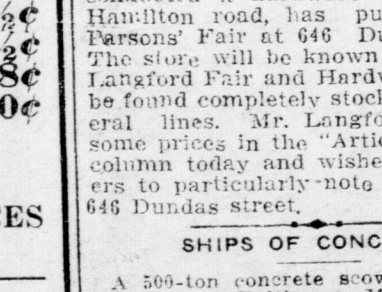 ½¢
Hamilton road, has pu
½¢
Parsons' Fair at 646 Du
The store will be known
8¢
Langford Fair and Hardw
0¢
be found completely stock
eral lines. Mr. Langfo
some prices in the "Artic
column today and wishe
ers to particularly note
646 Dundas street.
ES
SHIPS OF CONC
A 500-ton concrete scow